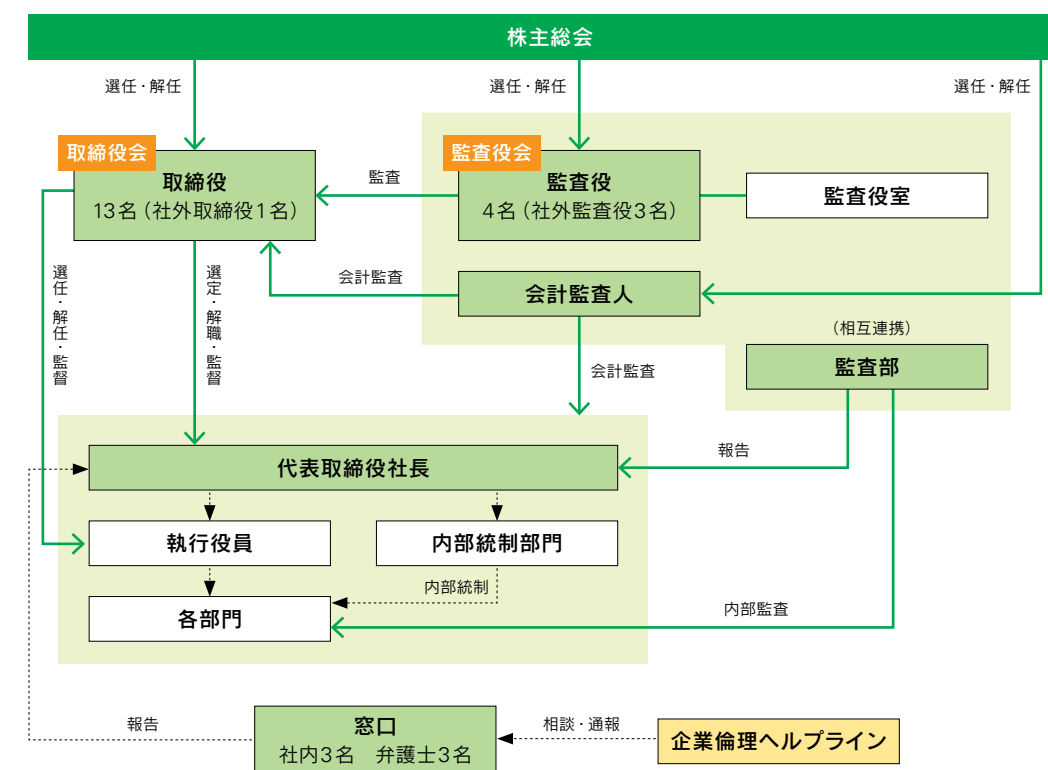 株主総会
選任・解任
選任・解任
選任・解任
取締役会
監査役会
取締役
13名（社外取締役1名）
監査
監査役
4名（社外監査役3名）
監査役室
選任・解任・監督
選定・解職・監督
会計監査
会計監査人
（相互連携）
監査部
会計監査
報告
代表取締役社長
執行役員
内部統制部門
内部統制
各部門
内部監査
報告
窓口
社内3名　弁護士3名
相談・通報
企業倫理ヘルプライン